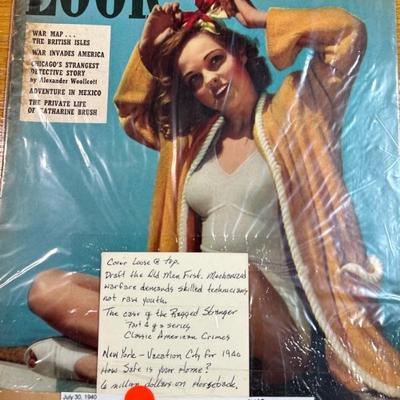 LOOK
WAR MAP...
THE BRITISH ISLES
WAR INVADES AMERICA
CHICAGO'S STRANGEST
DETECTIVE STORY
by Alexander Woollcott
ADVENTURE IN MEXICO
THE PRIVATE LIFE
OF KATHARINE BRUSH
Cover Loose @ top.
Draft the Old Men First. Mechanized
warfare demands skilled technicians
not raw youth.
The case of the Ragged Stranger
Part 4 of a series
Classic American Crimes
New York - Vacation City for 1940
How Safe is your Home?
6 million dollars on Horseback.
July 30, 1940